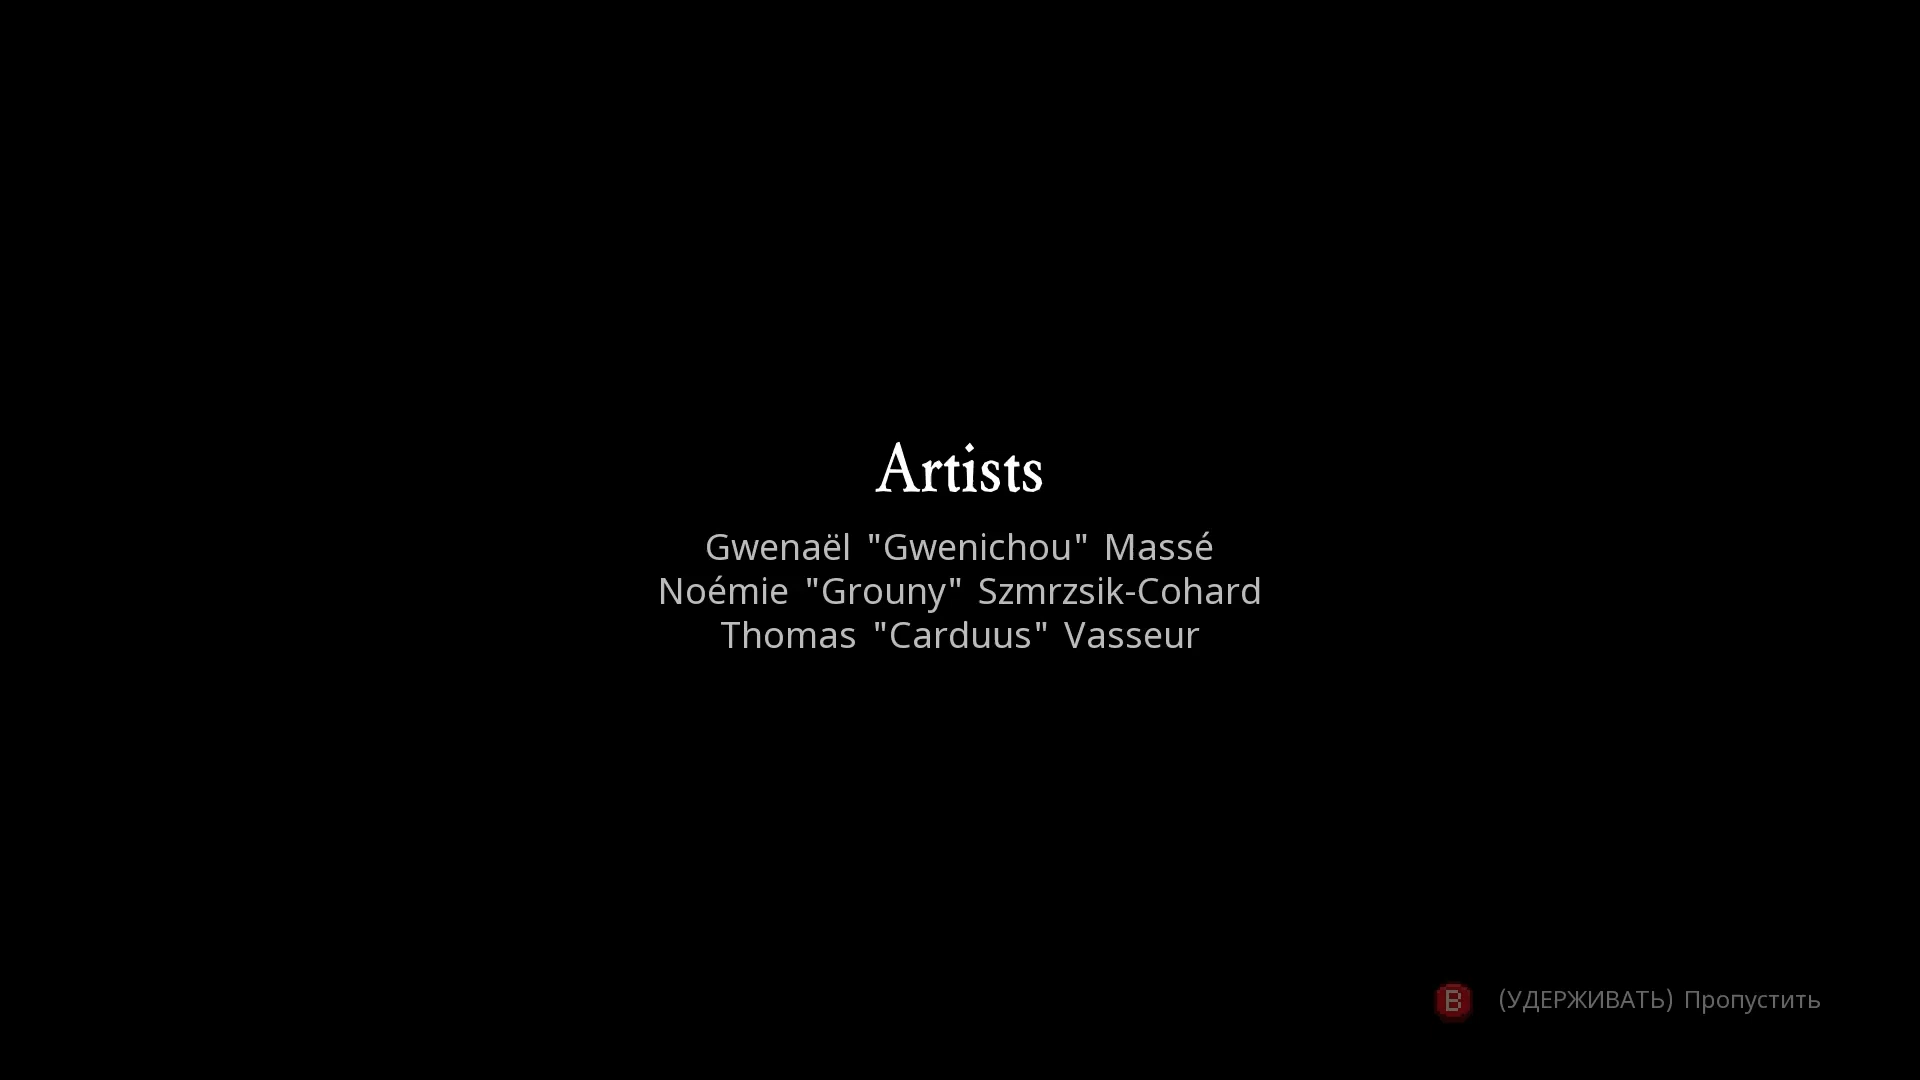 Artists
Gwenaël "Gwenichou" Massé
Noémie "Grouny" Szmrzsik-Cohard
Thomas "Carduus" Vasseur
B (УДЕРЖИВАТЬ) Пропустить